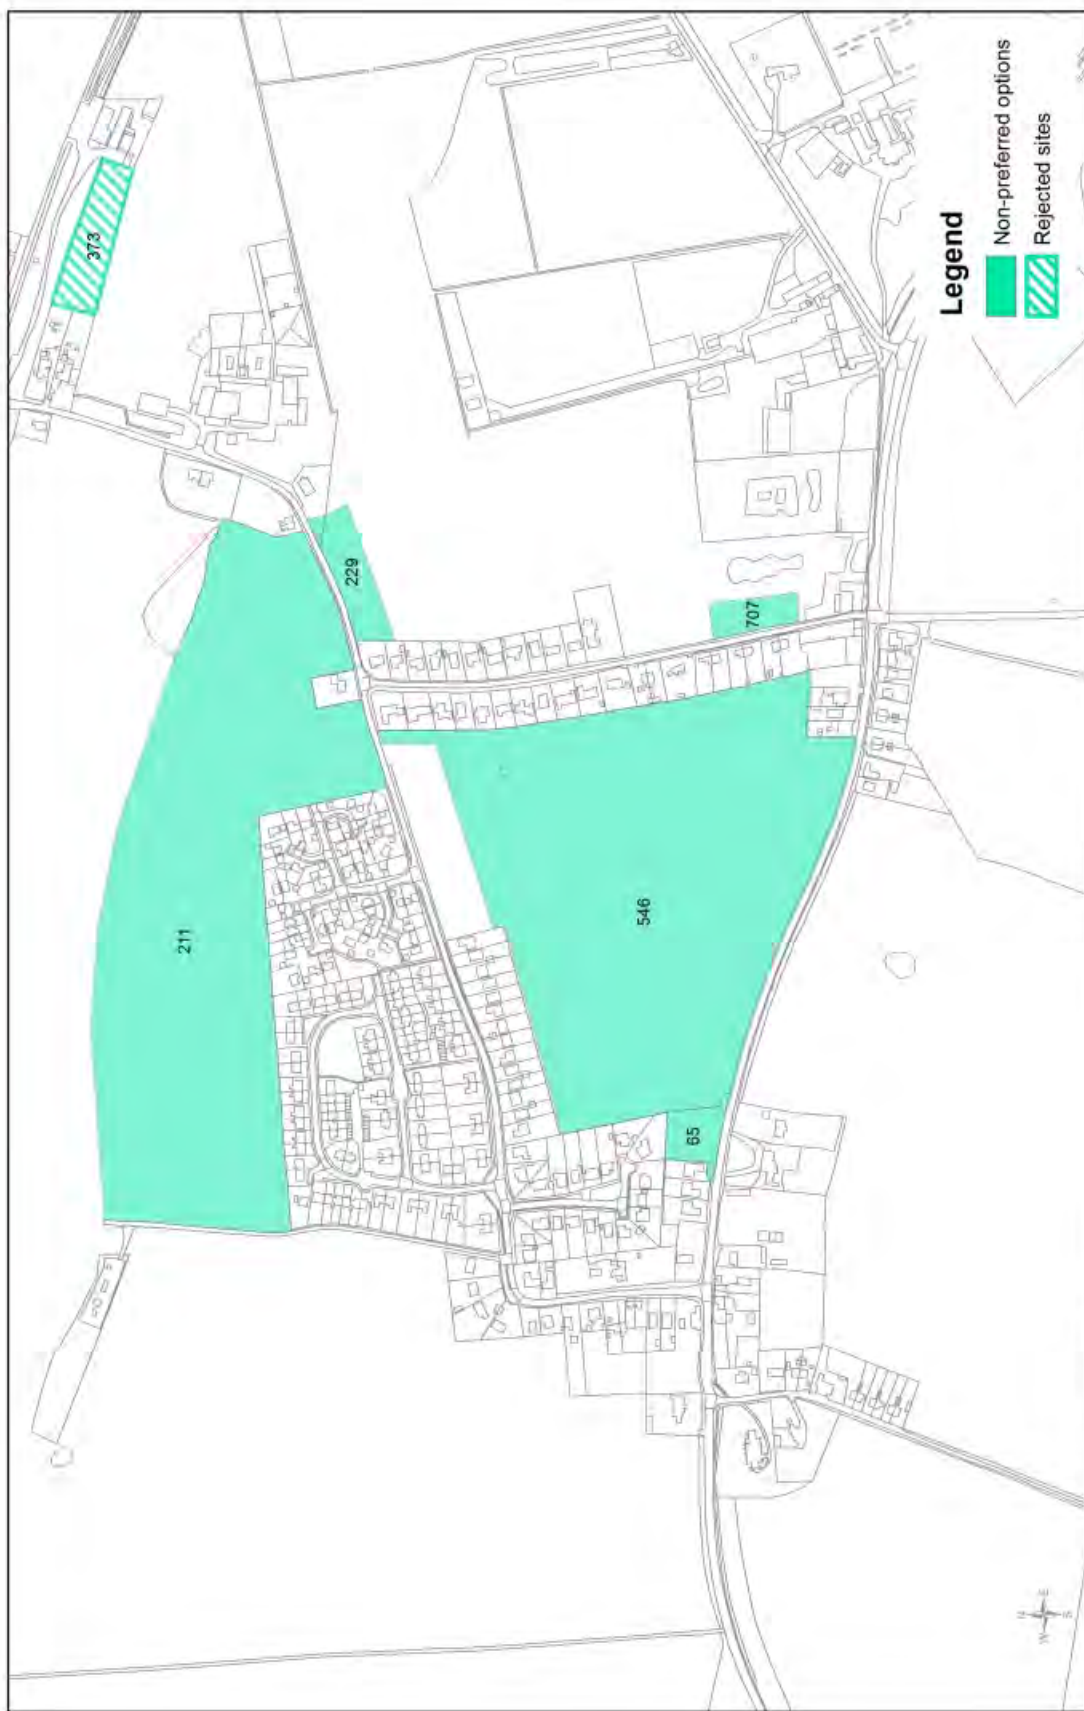 373
229
707
211
546
65
Legend
Non-preferred options
Rejected sites
N
W
E
S